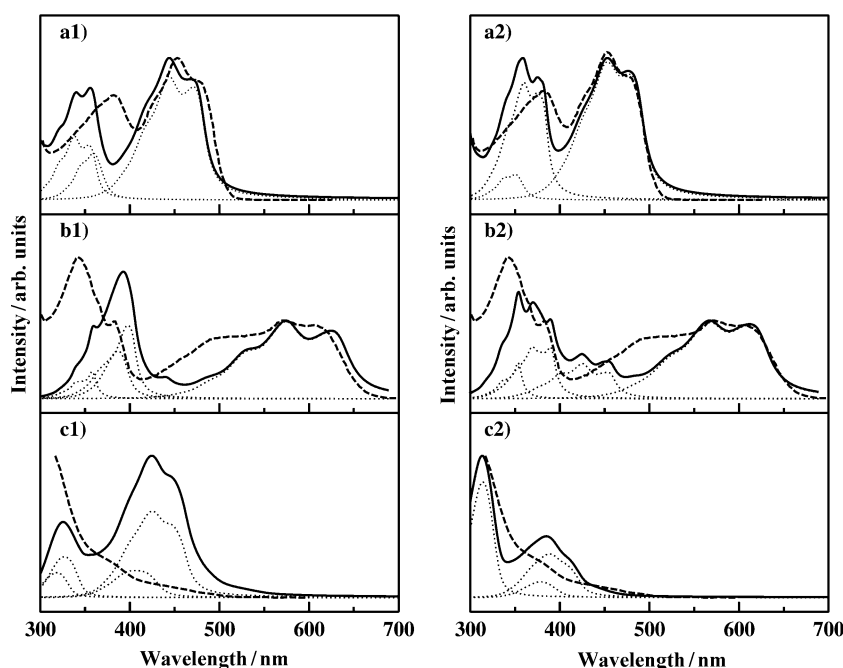 a1)
a2)
b1)
b2)
c1)
c2)
Intensity / arb. units
Intensity / arb. units
300 400 500 600 700
300 400 500 600 700
Wavelength / nm
Wavelength / nm